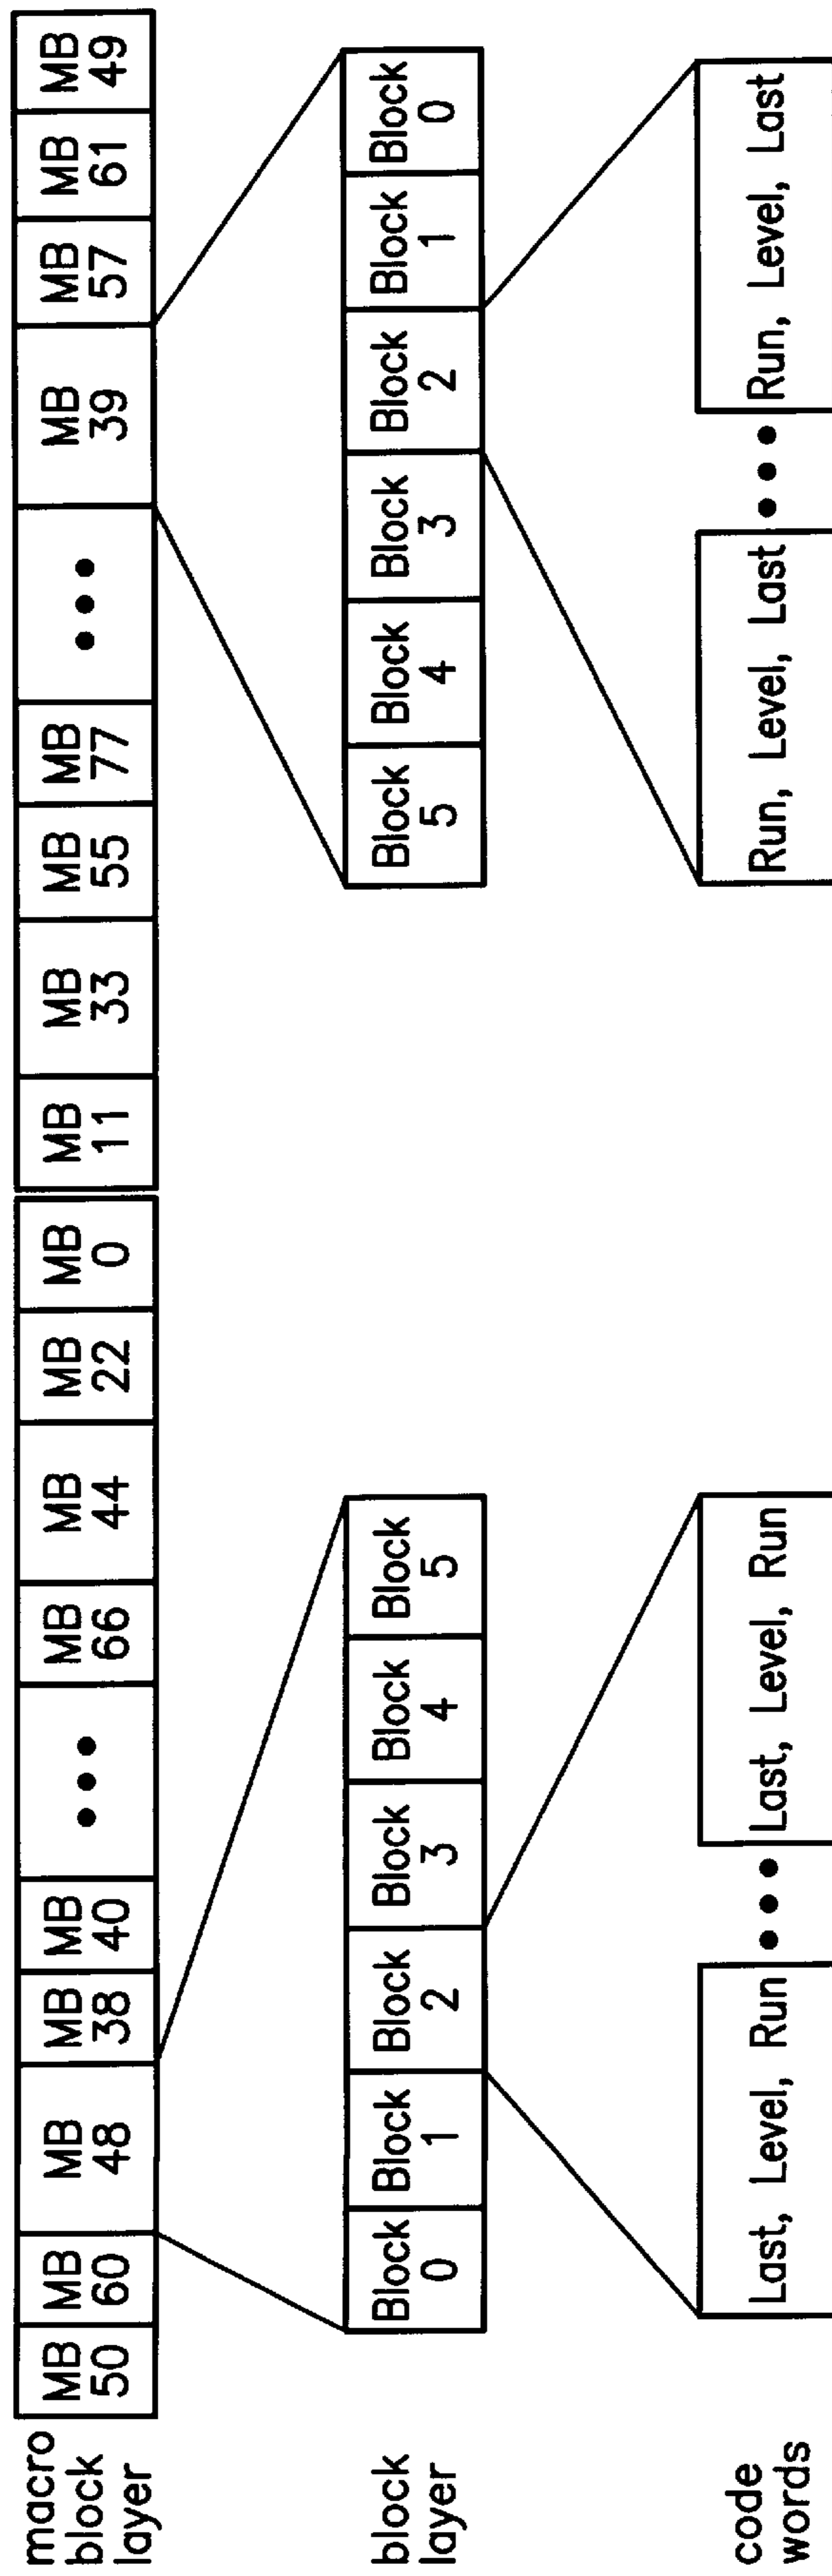 macro
block
layer
MB 50
MB 60
MB 48
MB 38
MB 40
•••
MB 66
MB 44
MB 22
MB 0
MB 11
MB 33
MB 55
MB 77
•••
MB 39
MB 57
MB 61
MB 49
block
layer
Block 0
Block 1
Block 2
Block 3
Block 4
Block 5
Block 5
Block 4
Block 3
Block 2
Block 1
Block 0
code
words
Last, Level, Run
•••
Last, Level, Run
Run, Level, Last
•••
Run, Level, Last